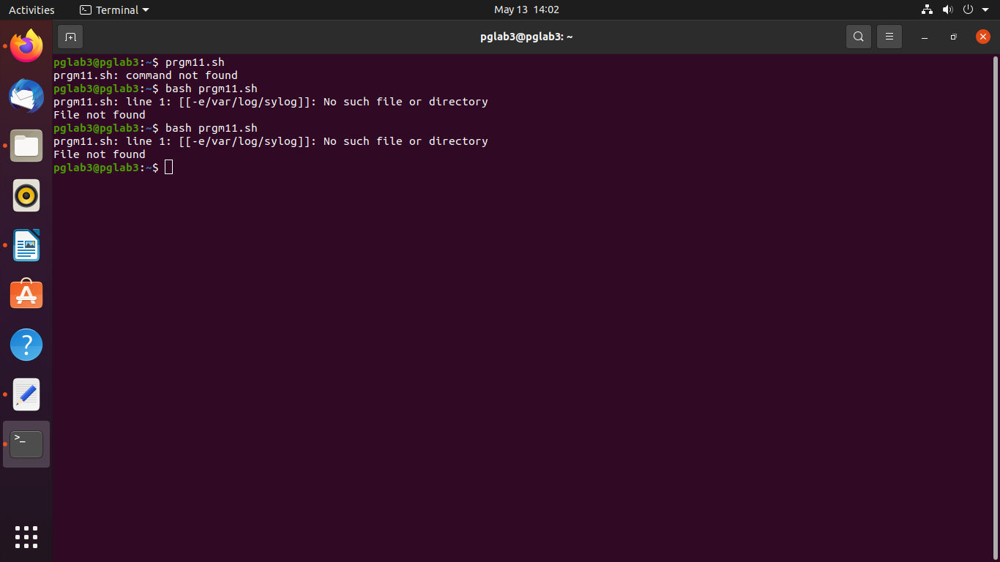 Activities
Terminal
May 13 14:02
pglab3@pglab3: ~
pglab3@pglab3:~$ prgm11.sh
prgm11.sh: command not found
pglab3@pglab3:~$ bash prgm11.sh
prgm11.sh: line 1: [[-e/var/log/sylog]]: No such file or directory
File not found
pglab3@pglab3:~$ bash prgm11.sh
prgm11.sh: line 1: [[-e/var/log/sylog]]: No such file or directory
File not found
pglab3@pglab3:~$